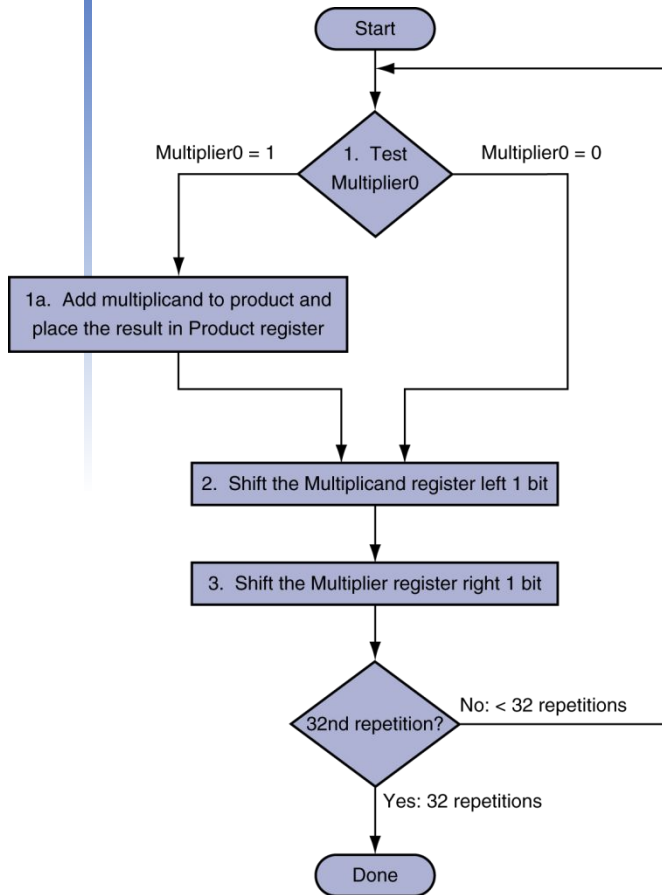 Start
Multiplier0 = 1
1. Test
Multiplier0
Multiplier0 = 0
1a. Add multiplicand to product and
place the result in Product register
2. Shift the Multiplicand register left 1 bit
3. Shift the Multiplier register right 1 bit
32nd repetition?
No: < 32 repetitions
Yes: 32 repetitions
Done